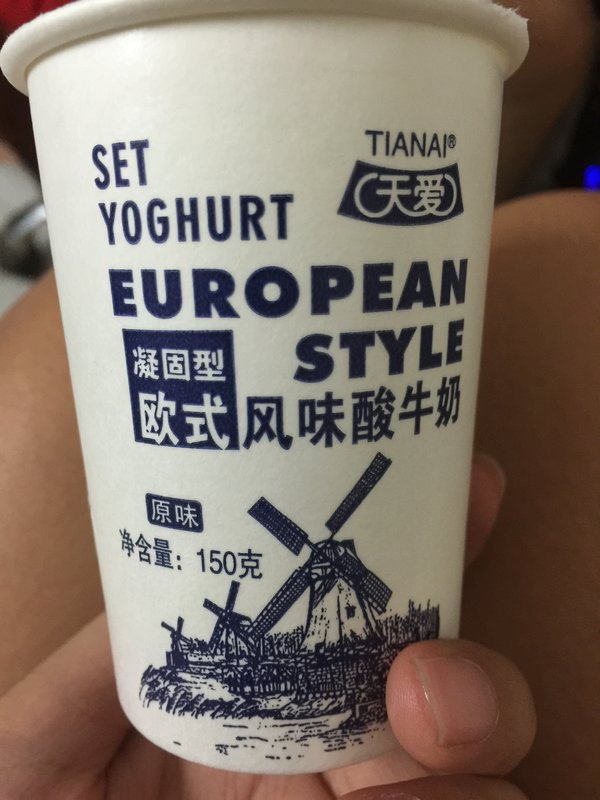 TIANAI®
天爱
SET
YOGHURT
EUROPEAN
STYLE
凝固型
欧式风味酸牛奶
原味
净含量：150克